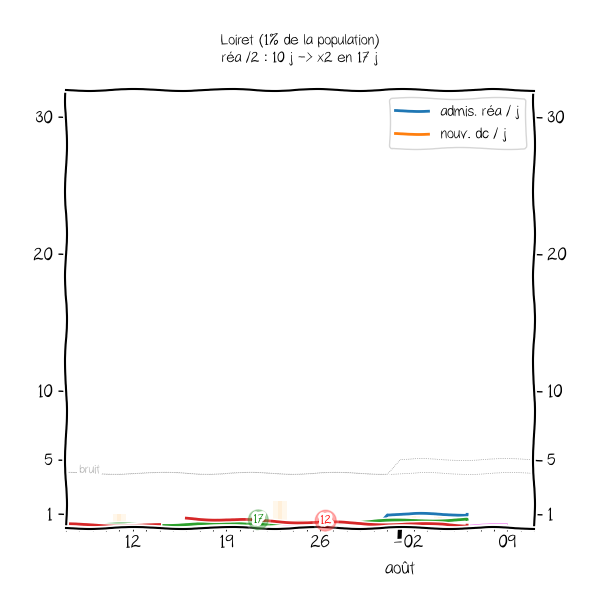 Loiret (1% de la population)
réa /2 : 10 j -> x2 en 17 j
admis. réa / j
nouv. dc / j
30 30
20 20
10 10
5 5
bruit
1 1
17 12
12 19 26 02 09
août